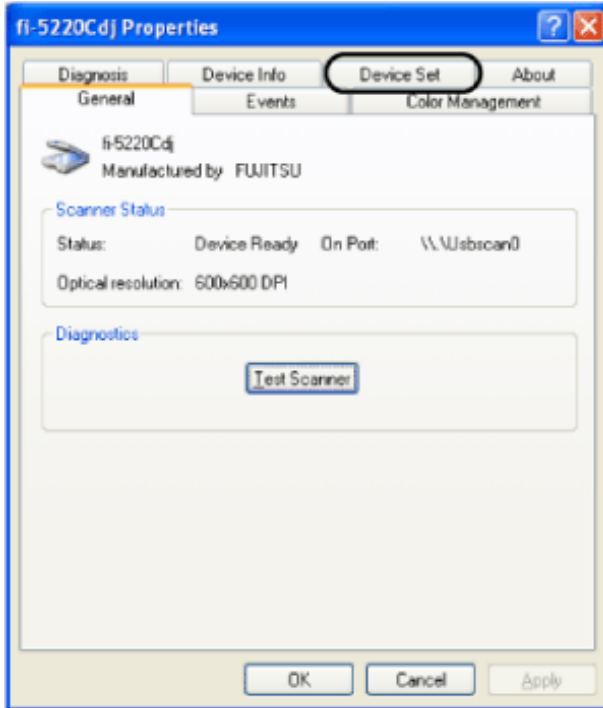 fi-5220Cdj Properties
Diagnosis Device Info Device Set About
General Events Color Management
fi-5220Cdj
Manufactured by FUJITSU
Scanner Status
Status: Device Ready On Port: \\.\Usbscan0
Optical resolution: 600x600 DPI
Diagnostics
Test Scanner
OK Cancel Apply